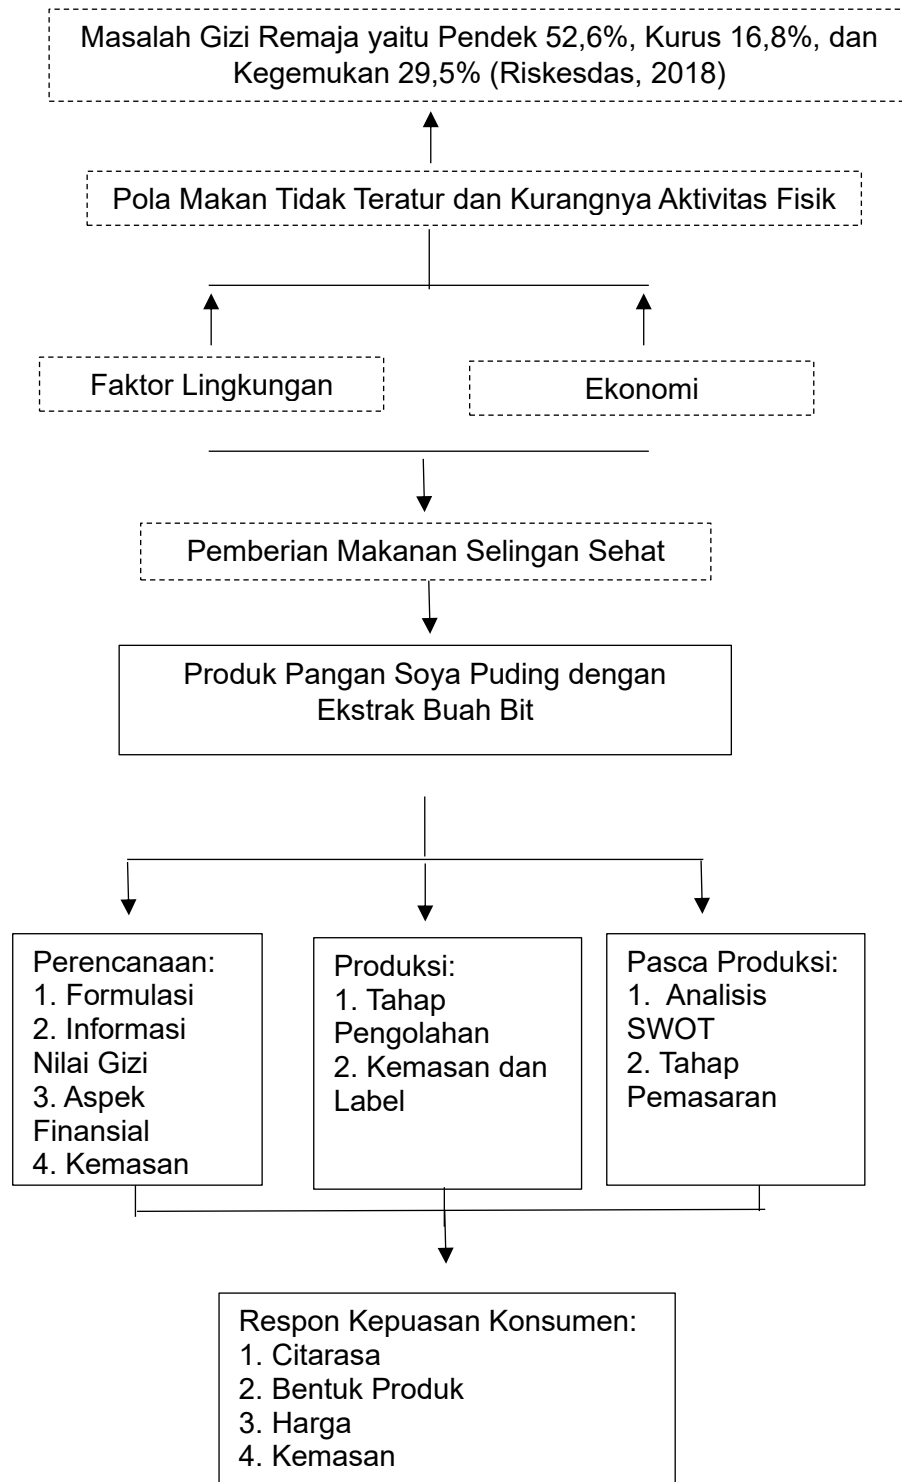 Masalah Gizi Remaja yaitu Pendek 52,6%, Kurus 16,8%, dan
Kegemukan 29,5% (Riskesdas, 2018)
Pola Makan Tidak Teratur dan Kurangnya Aktivitas Fisik
Faktor Lingkungan
Ekonomi
Pemberian Makanan Selingan Sehat
Produk Pangan Soya Puding dengan
Ekstrak Buah Bit
Perencanaan:
1. Formulasi
2. Informasi
Nilai Gizi
3. Aspek
Finansial
4. Kemasan
Produksi:
1. Tahap
Pengolahan
2. Kemasan dan
Label
Pasca Produksi:
1. Analisis
SWOT
2. Tahap
Pemasaran
Respon Kepuasan Konsumen:
1. Citarasa
2. Bentuk Produk
3. Harga
4. Kemasan